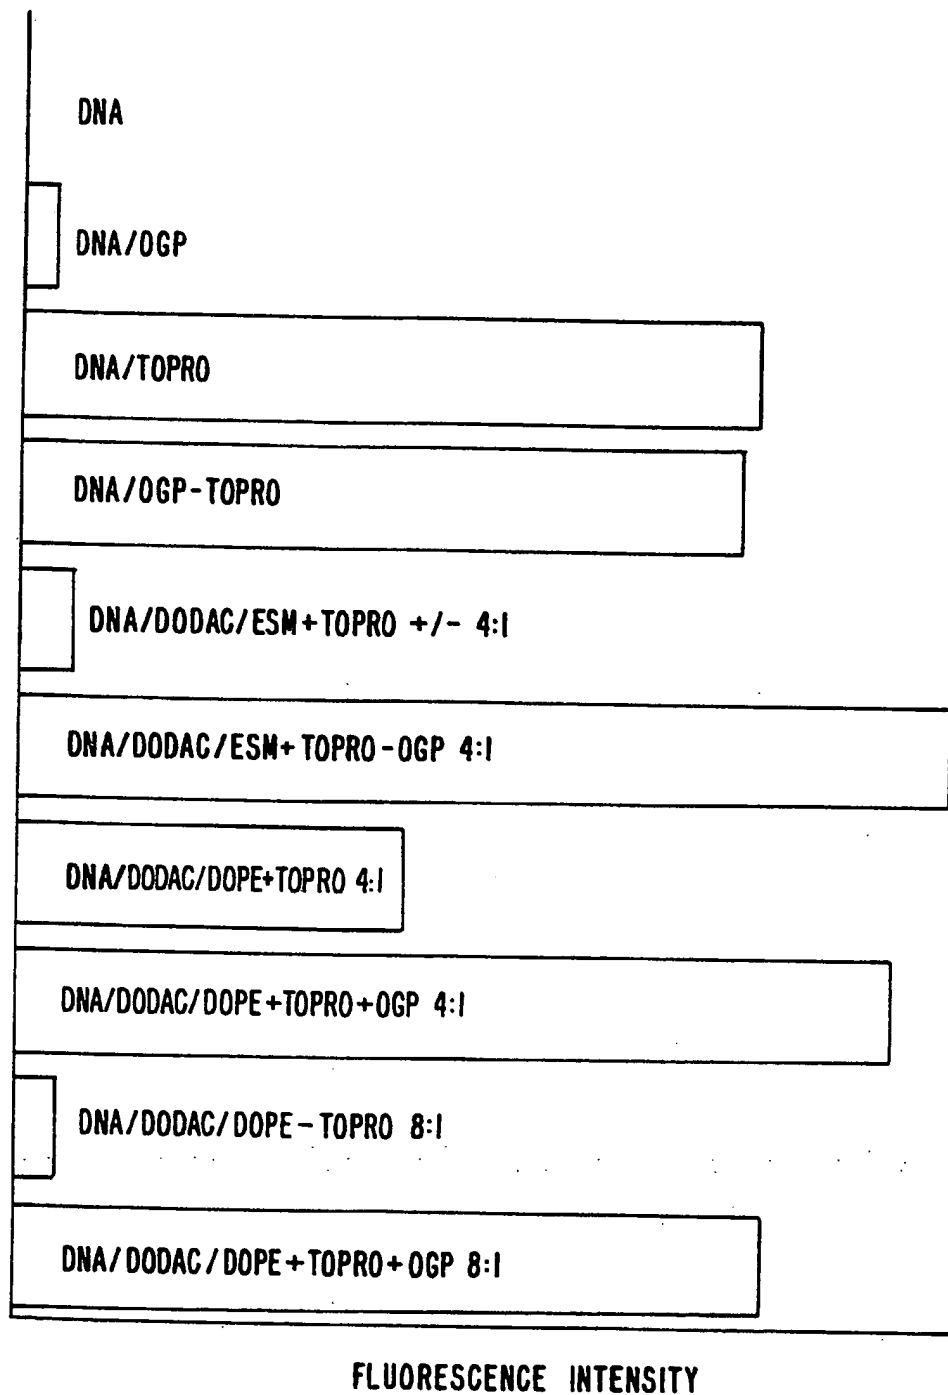 DNA
DNA/OGP
DNA/TOPRO
DNA/OGP-TOPRO
DNA/DODAC/ESM+TOPRO +/- 4:1
DNA/DODAC/ESM+TOPRO-OGP 4:1
DNA/DODAC/DOPE+TOPRO 4:1
DNA/DODAC/DOPE+TOPRO+OGP 4:1
DNA/DODAC/DOPE-TOPRO 8:1
DNA/DODAC/DOPE+TOPRO+OGP 8:1
FLUORESCENCE INTENSITY